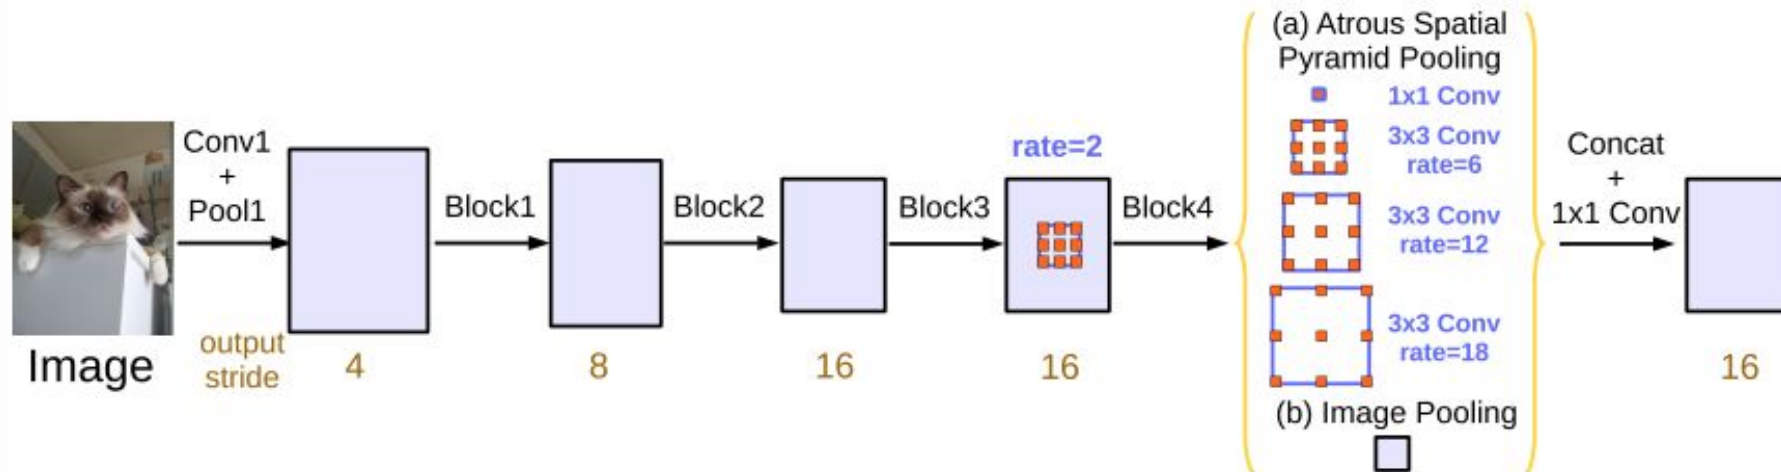 Image
Conv1
+
Pool1
output
stride
4
Block1
8
Block2
16
Block3
rate=2
16
Block4
(a) Atrous Spatial
Pyramid Pooling
1x1 Conv
3x3 Conv
rate=6
3x3 Conv
rate=12
3x3 Conv
rate=18
(b) Image Pooling
Concat
+
1x1 Conv
16